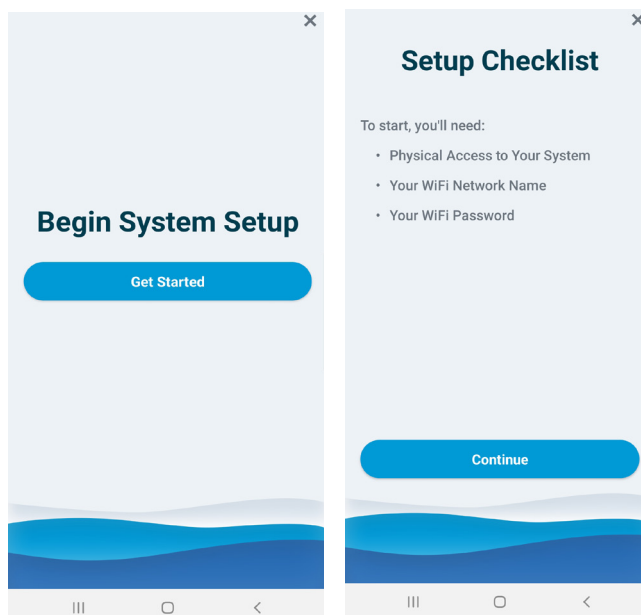 Begin System Setup
Get Started
Setup Checklist
To start, you'll need:
• Physical Access to Your System
• Your WiFi Network Name
• Your WiFi Password
Continue